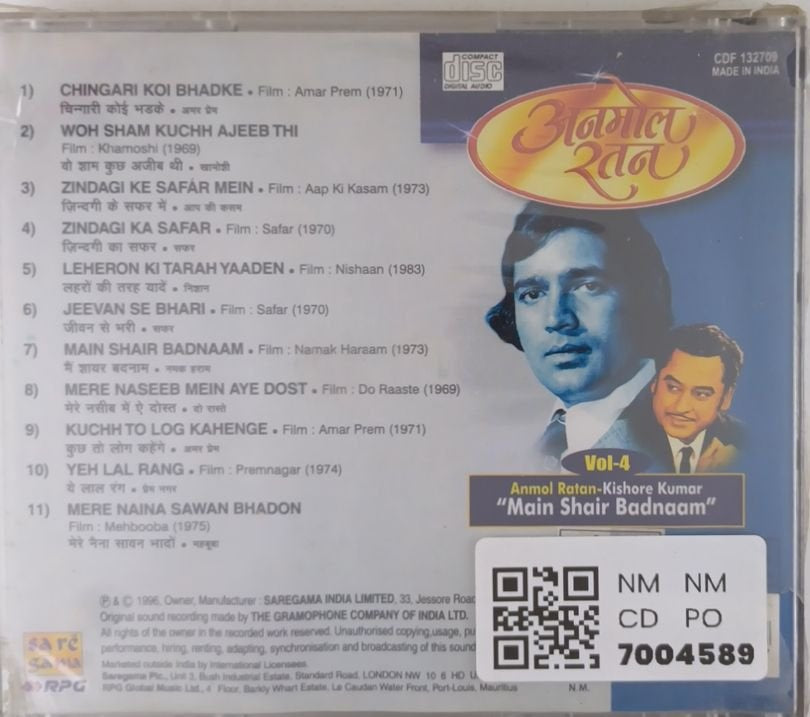 1) CHINGARI KOI BHADKE • Film : Amar Prem (1971)
चिन्गारी कोई भडके • अमर प्रेम
2) WOH SHAM KUCHH AJEEB THI
Film : Khamoshi (1969)
वो शाम कुछ अजीब थी • खामोशी
3) ZINDAGI KE SAFAR MEIN • Film : Aap Ki Kasam (1973)
ज़िन्दगी के सफर में • आप की कसम
4) ZINDAGI KA SAFAR • Film : Safar (1970)
ज़िन्दगी का सफर • सफर
5) LEHERON KI TARAH YAADEN • Film : Nishaan (1983)
लहरों की तरह यादें • निशान
6) JEEVAN SE BHARI • Film : Safar (1970)
जीवन से भरी • सफर
7) MAIN SHAIR BADNAAM • Film : Namak Haraam (1973)
मैं शायर बदनाम • नमक हराम
8) MERE NASEEB MEIN AYE DOST • Film : Do Raaste (1969)
मेरे नसीब में ऐ दोस्त • दो रास्ते
9) KUCHH TO LOG KAHENGE • Film : Amar Prem (1971)
कुछ तो लोग कहेंगे • अमर प्रेम
10) YEH LAL RANG • Film : Premnagar (1974)
ये लाल रंग • प्रेम नगर
11) MERE NAINA SAWAN BHADON
Film : Mehbooba (1975)
मेरे नैना सावन भादों • महबूबा
COMPACT
disc
DIGITAL AUDIO
CDF 132709
MADE IN INDIA
अनमोल
रतन
Vol-4
Anmol Ratan-Kishore Kumar
"Main Shair Badnaam"
℗ & © 1996, Owner, Manufacturer : SAREGAMA INDIA LIMITED, 33, Jessore Road
Original sound recording made by THE GRAMOPHONE COMPANY OF INDIA LTD.
All rights of the owner in the recorded work reserved. Unauthorised copying, usage, pu
performance, hiring, renting, adapting, synchronisation and broadcasting of this sound
Marketed outside India by International Licensees.
Saregama Plc., Unit 3, Bush Industrial Estate, Standard Road, LONDON NW 10 6 HD U
RPG Global Music Ltd., 4 Floor, Barkly Wharf Estate, Le Caudan Water Front, Port-Louis, Mauritius
N.M.
sa re
ga ma
RPG
NM NM
CD PO
7004589